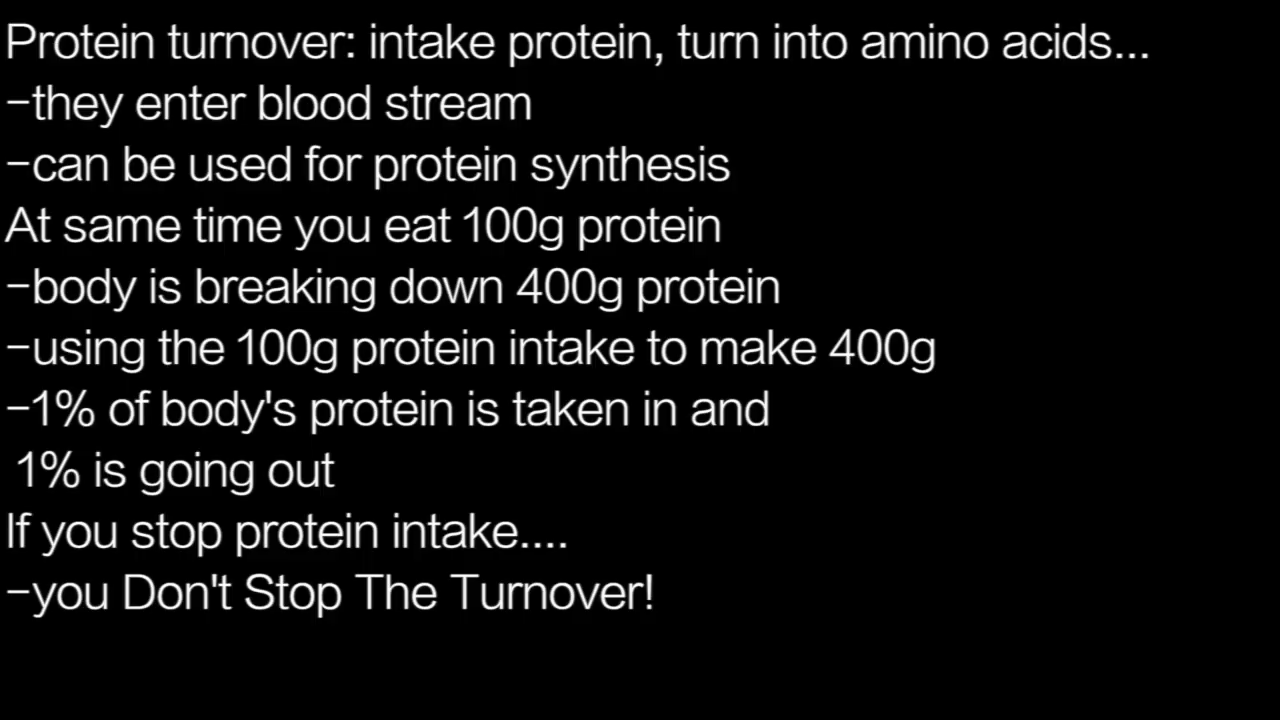 Protein turnover: intake protein, turn into amino acids...
−they enter blood stream
−can be used for protein synthesis
At same time you eat 100g protein
−body is breaking down 400g protein
−using the 100g protein intake to make 400g
−1% of body's protein is taken in and
1% is going out
If you stop protein intake....
−you Don't Stop The Turnover!